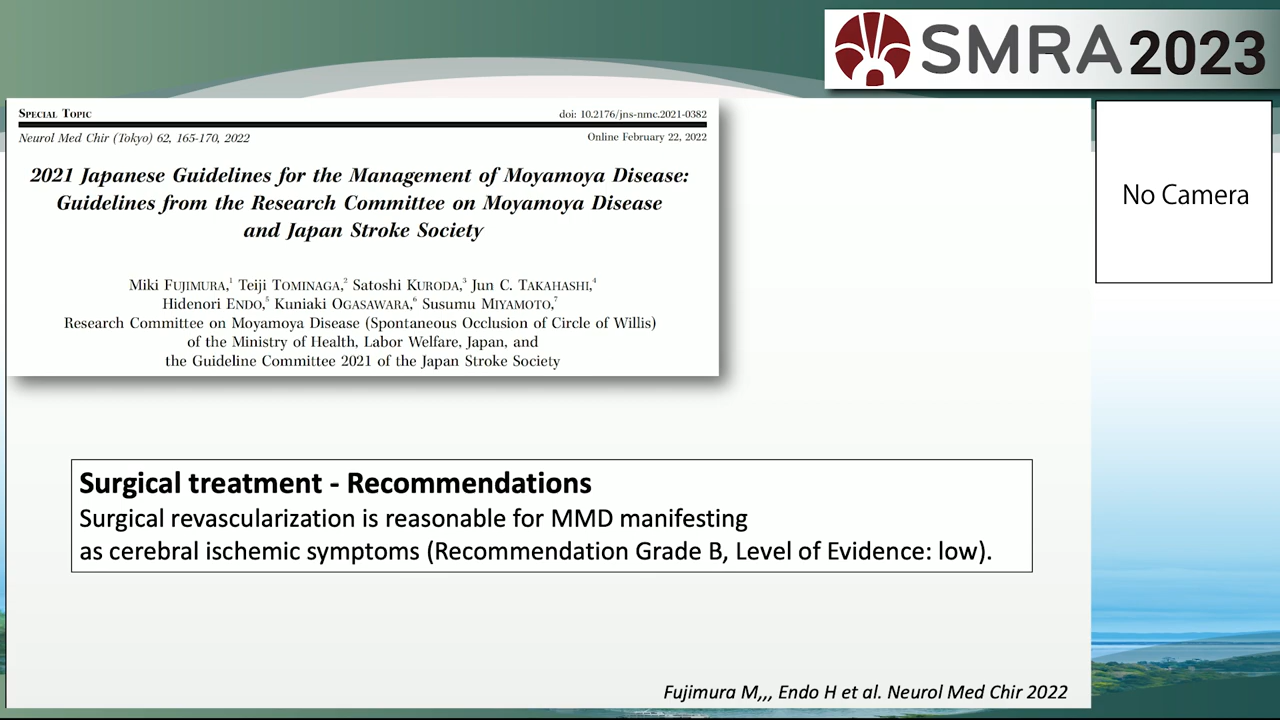 SMRA 2023
SPECIAL TOPIC
doi: 10.2176/jns-nmc.2021-0382
Neurol Med Chir (Tokyo) 62, 165-170, 2022
Online February 22, 2022
2021 Japanese Guidelines for the Management of Moyamoya Disease:
Guidelines from the Research Committee on Moyamoya Disease
and Japan Stroke Society
Miki FUJIMURA,¹ Teiji TOMINAGA,² Satoshi KURODA,³ Jun C. TAKAHASHI,⁴
Hidenori ENDO,⁵ Kuniaki OGASAWARA,⁶ Susumu MIYAMOTO,⁷
Research Committee on Moyamoya Disease (Spontaneous Occlusion of Circle of Willis)
of the Ministry of Health, Labor Welfare, Japan, and
the Guideline Committee 2021 of the Japan Stroke Society
No Camera
Surgical treatment - Recommendations
Surgical revascularization is reasonable for MMD manifesting
as cerebral ischemic symptoms (Recommendation Grade B, Level of Evidence: low).
Fujimura M,,, Endo H et al. Neurol Med Chir 2022